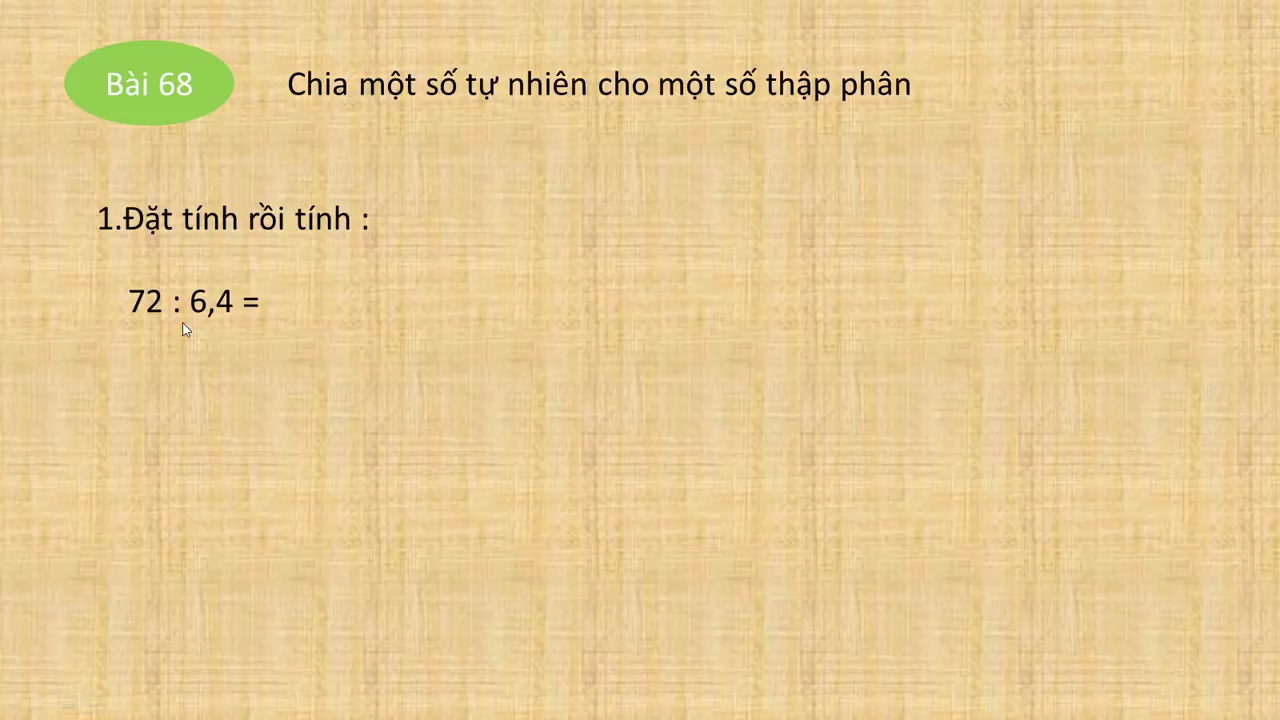 Bài 68 Chia một số tự nhiên cho một số thập phân
1.Đặt tính rồi tính :
72 : 6,4 =